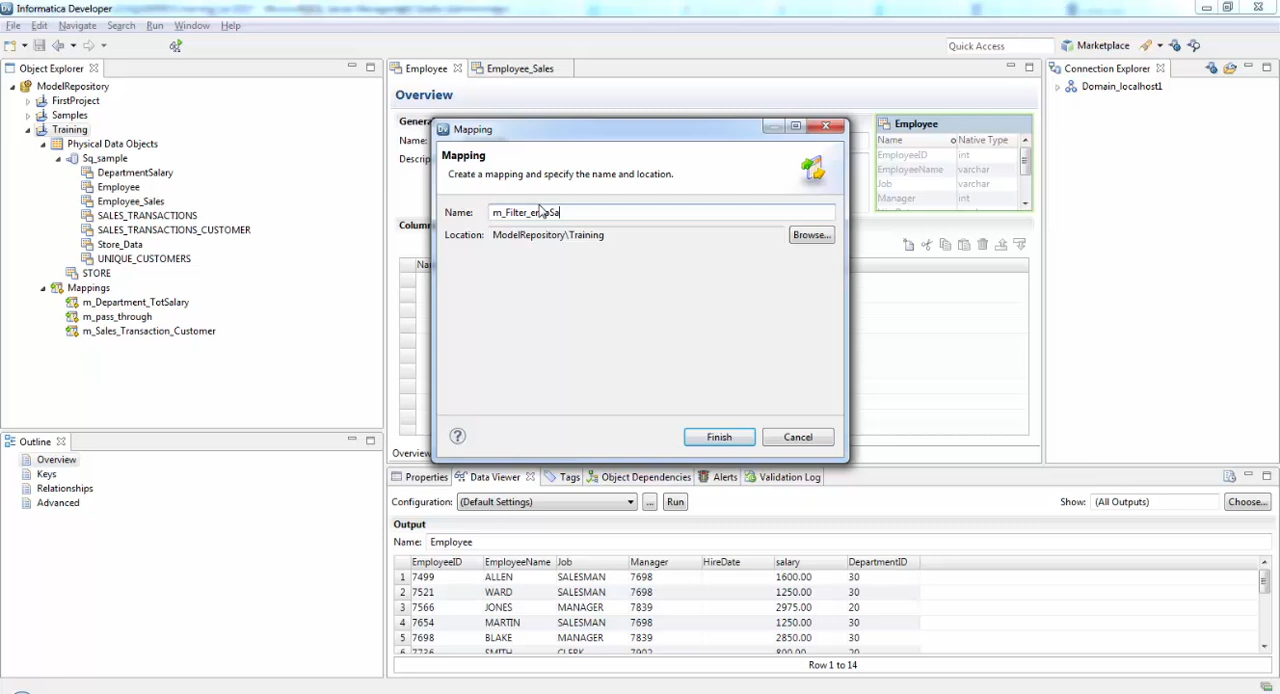 Informatica Developer
File Edit Navigate Search Run Window Help
Quick Access
Marketplace
Object Explorer
ModelRepository
FirstProject
Samples
Training
Physical Data Objects
Sq_sample
DepartmentSalary
Employee
Employee_Sales
SALES_TRANSACTIONS
SALES_TRANSACTIONS_CUSTOMER
Store_Data
UNIQUE_CUSTOMERS
STORE
Mappings
m_Department_TotSalary
m_pass_through
m_Sales_Transaction_Customer
Outline
Overview
Keys
Relationships
Advanced
Employee Employee_Sales
Overview
Name:
Employee
Name Native Type
EmployeeID int
EmployeeName varchar
Job varchar
Manager int
Mapping
Mapping
Create a mapping and specify the name and location.
Name:
Location: ModelRepository\Training Browse...
Finish Cancel
Connection Explorer
Domain_localhost1
Properties Data Viewer Tags Object Dependencies Alerts Validation Log
Configuration: (Default Settings) ... Run Show: (All Outputs) Choose...
Output
Name: Employee
EmployeeID EmployeeName Job Manager HireDate salary DepartmentID
1 7499 ALLEN SALESMAN 7698 1600.00 30
2 7521 WARD SALESMAN 7698 1250.00 30
3 7566 JONES MANAGER 7839 2975.00 20
4 7654 MARTIN SALESMAN 7698 1250.00 30
5 7698 BLAKE MANAGER 7839 2850.00 30
Row 1 to 14